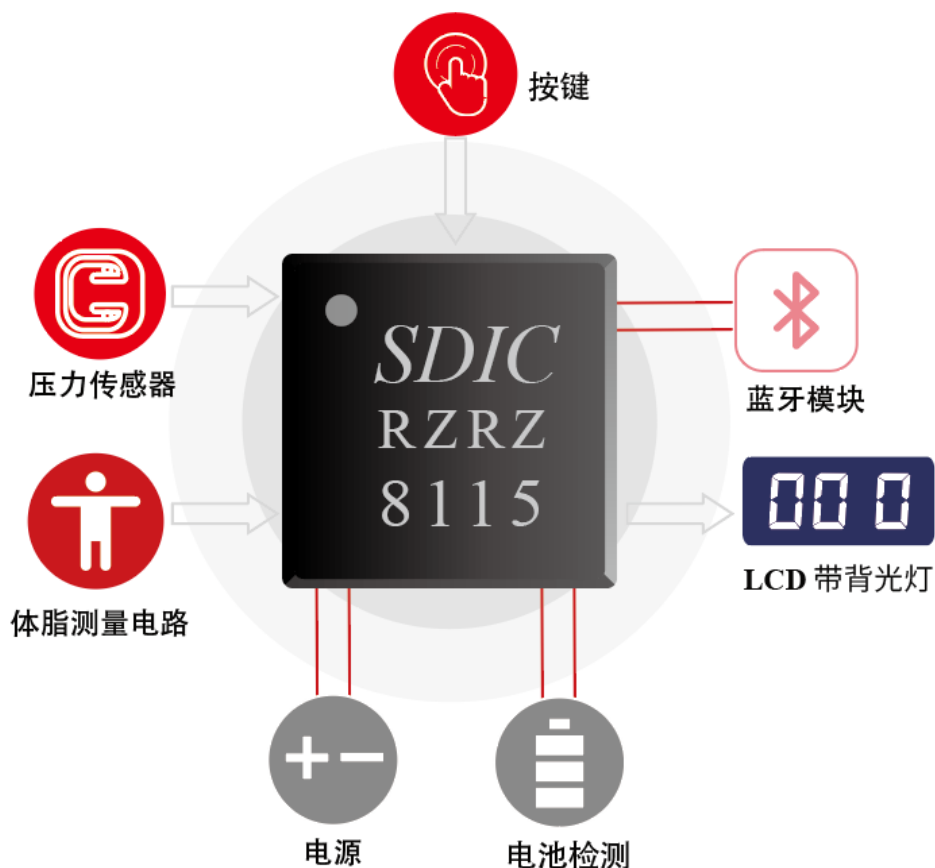 按键
压力传感器
SDIC
RZRZ
8115
蓝牙模块
000
LCD 带背光灯
体脂测量电路
电源
电池检测